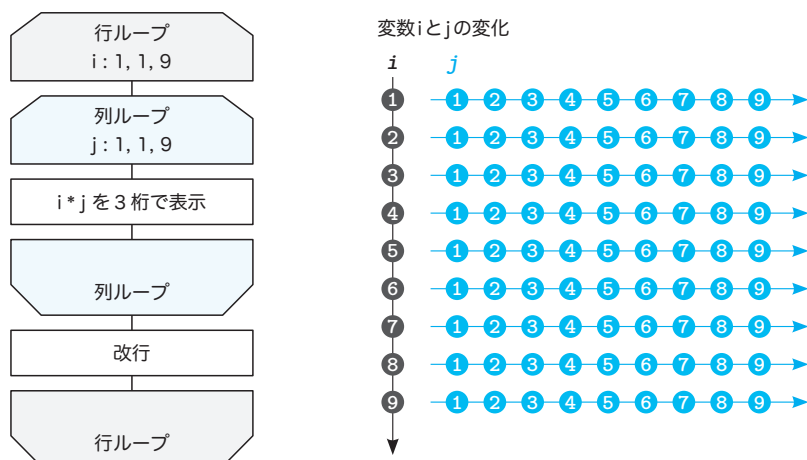 行ループ
i : 1, 1, 9
列ループ
j : 1, 1, 9
i * j を 3 桁で表示
列ループ
改行
行ループ
変数iとjの変化
i j
1 1 2 3 4 5 6 7 8 9
2 1 2 3 4 5 6 7 8 9
3 1 2 3 4 5 6 7 8 9
4 1 2 3 4 5 6 7 8 9
5 1 2 3 4 5 6 7 8 9
6 1 2 3 4 5 6 7 8 9
7 1 2 3 4 5 6 7 8 9
8 1 2 3 4 5 6 7 8 9
9 1 2 3 4 5 6 7 8 9